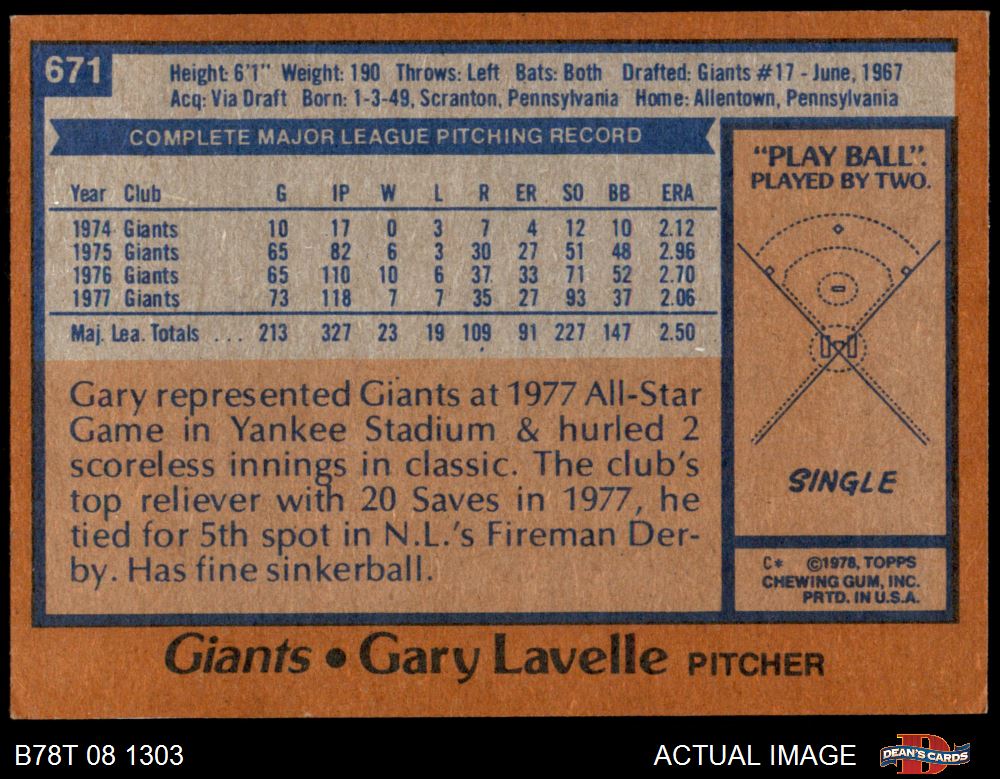 671
Height: 6'1" Weight: 190 Throws: Left Bats: Both Drafted: Giants #17 - June, 1967
Acq: Via Draft Born: 1-3-49, Scranton, Pennsylvania Home: Allentown, Pennsylvania
COMPLETE MAJOR LEAGUE PITCHING RECORD
Year Club G IP W L R ER SO BB ERA
1974 Giants 10 17 0 3 7 4 12 10 2.12
1975 Giants 65 82 6 3 30 27 51 48 2.96
1976 Giants 65 110 10 6 37 33 71 52 2.70
1977 Giants 73 118 7 7 35 27 93 37 2.06
Maj. Lea. Totals ... 213 327 23 19 109 91 227 147 2.50
Gary represented Giants at 1977 All-Star
Game in Yankee Stadium & hurled 2
scoreless innings in classic. The club's
top reliever with 20 Saves in 1977, he
tied for 5th spot in N.L.'s Fireman Der-
by. Has fine sinkerball.
"PLAY BALL".
PLAYED BY TWO.
SINGLE
C* ©1978, TOPPS
CHEWING GUM, INC.
PRTD. IN U.S.A.
Giants • Gary Lavelle PITCHER
B78T 08 1303
ACTUAL IMAGE
DEAN'S CARDS